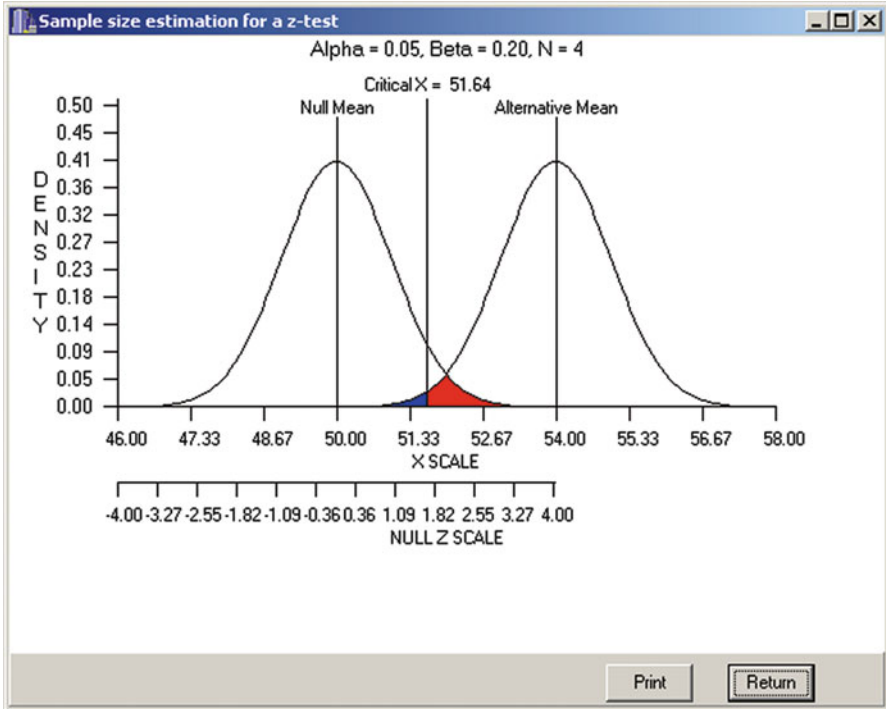 Sample size estimation for a z-test
Alpha = 0.05, Beta = 0.20, N = 4
Critical X = 51.64
Null Mean
Alternative Mean
DENSITY
0.50
0.45
0.41
0.36
0.32
0.27
0.23
0.18
0.14
0.09
0.05
0.00
46.00 47.33 48.67 50.00 51.33 52.67 54.00 55.33 56.67 58.00
X SCALE
-4.00 -3.27 -2.55 -1.82 -1.09 -0.36 0.36 1.09 1.82 2.55 3.27 4.00
NULL Z SCALE
Print
Return